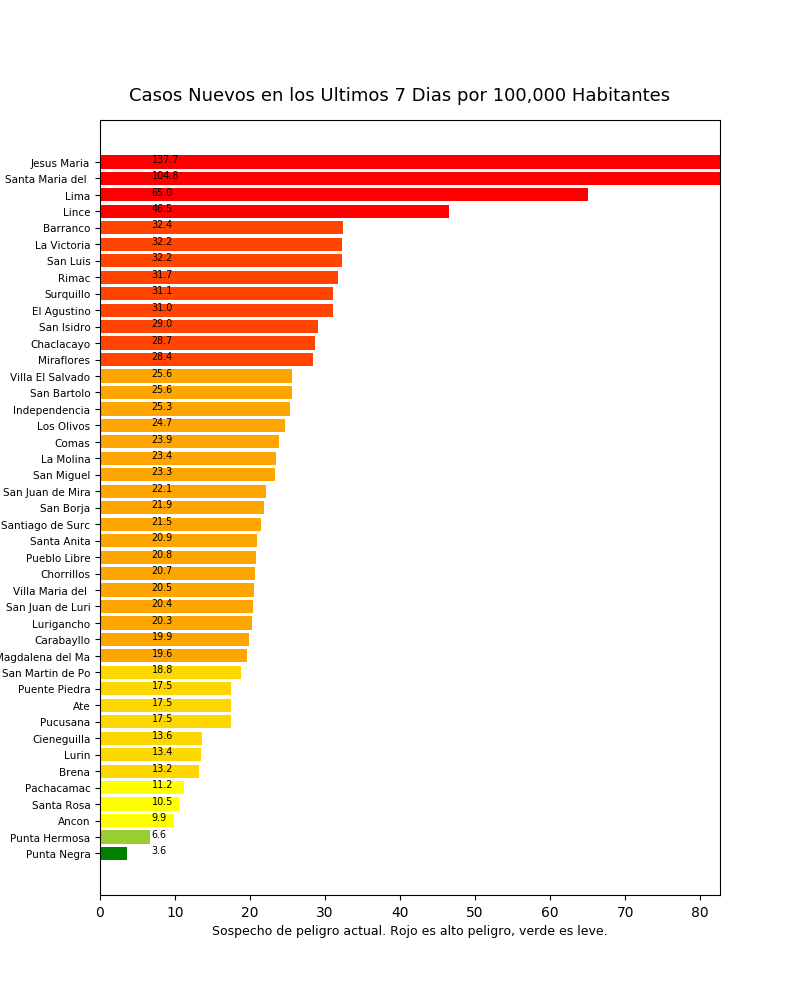 Casos Nuevos en los Ultimos 7 Dias por 100,000 Habitantes
Jesus Maria 137.7
Santa Maria del 104.8
Lima 65.0
Lince 46.5
Barranco 32.4
La Victoria 32.2
San Luis 32.2
Rimac 31.7
Surquillo 31.1
El Agustino 31.0
San Isidro 29.0
Chaclacayo 28.7
Miraflores 28.4
Villa El Salvado 25.6
San Bartolo 25.6
Independencia 25.3
Los Olivos 24.7
Comas 23.9
La Molina 23.4
San Miguel 23.3
San Juan de Mira 22.1
San Borja 21.9
Santiago de Surc 21.5
Santa Anita 20.9
Pueblo Libre 20.8
Chorrillos 20.7
Villa Maria del 20.5
San Juan de Luri 20.4
Lurigancho 20.3
Carabayllo 19.9
Magdalena del Ma 19.6
San Martin de Po 18.8
Puente Piedra 17.5
Ate 17.5
Pucusana 17.5
Cieneguilla 13.6
Lurin 13.4
Brena 13.2
Pachacamac 11.2
Santa Rosa 10.5
Ancon 9.9
Punta Hermosa 6.6
Punta Negra 3.6
0 10 20 30 40 50 60 70 80
Sospecho de peligro actual. Rojo es alto peligro, verde es leve.